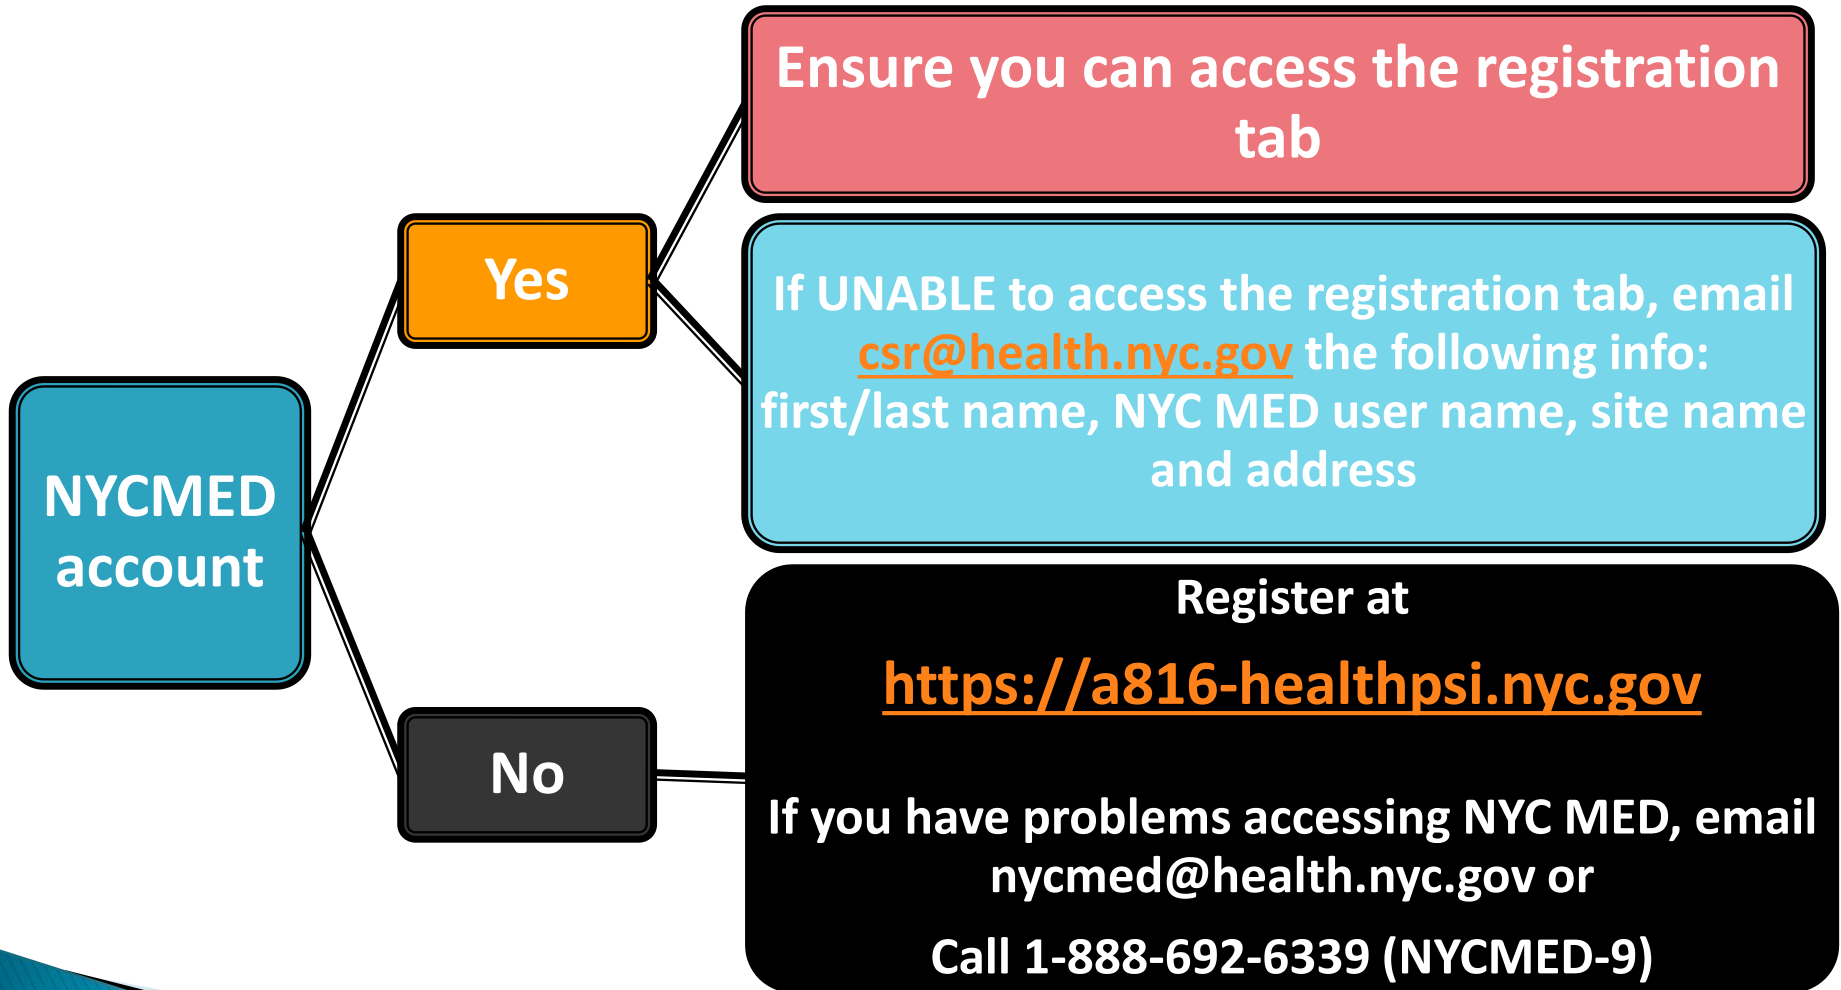 NYCMED
account
Yes
Ensure you can access the registration
tab
If UNABLE to access the registration tab, email
csr@health.nyc.gov the following info:
first/last name, NYC MED user name, site name
and address
No
Register at
https://a816-healthpsi.nyc.gov
If you have problems accessing NYC MED, email
nycmed@health.nyc.gov or
Call 1-888-692-6339 (NYCMED-9)